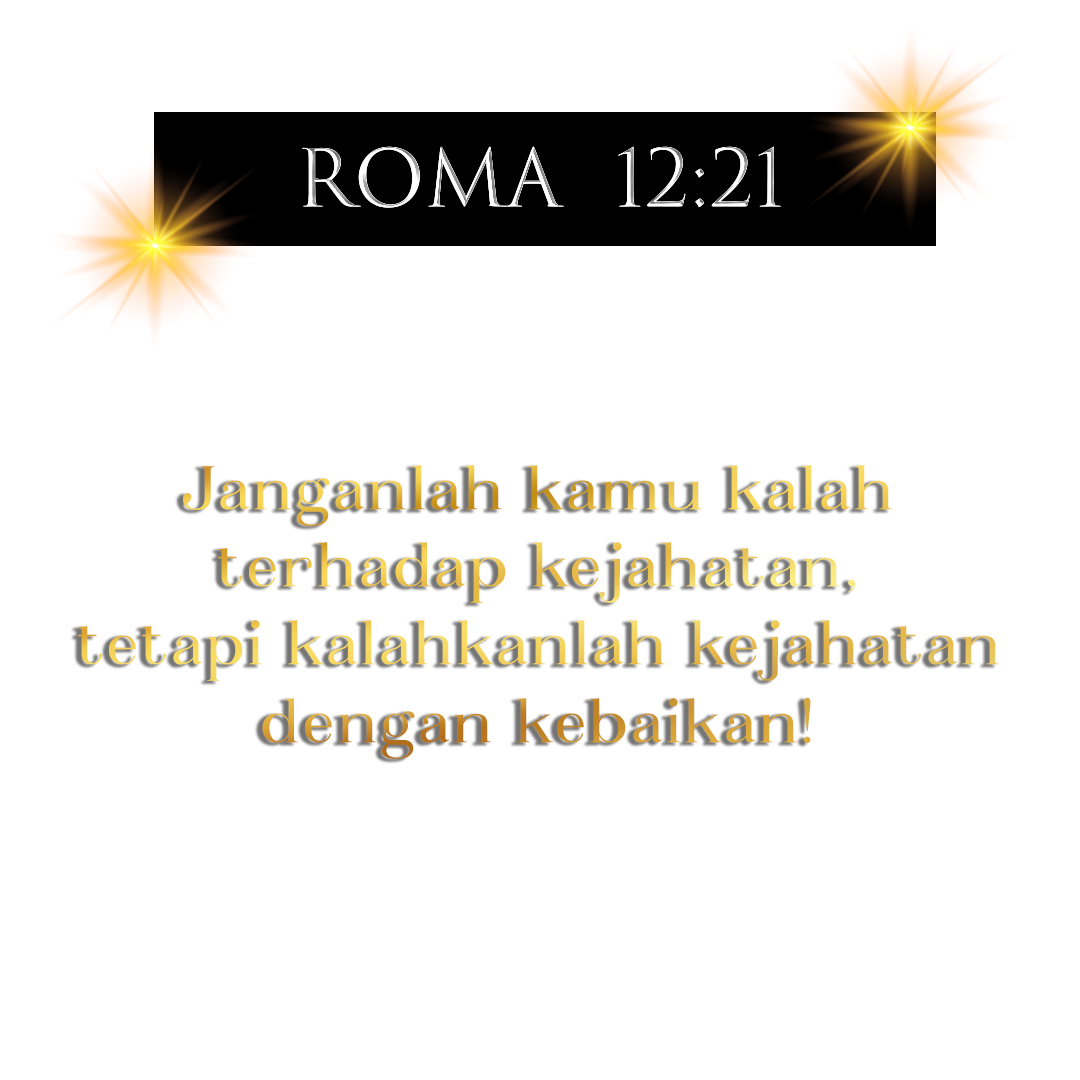 ROMA 12:21
Janganlah kamu kalah
terhadap kejahatan,
tetapi kalahkanlah kejahatan
dengan kebaikan!